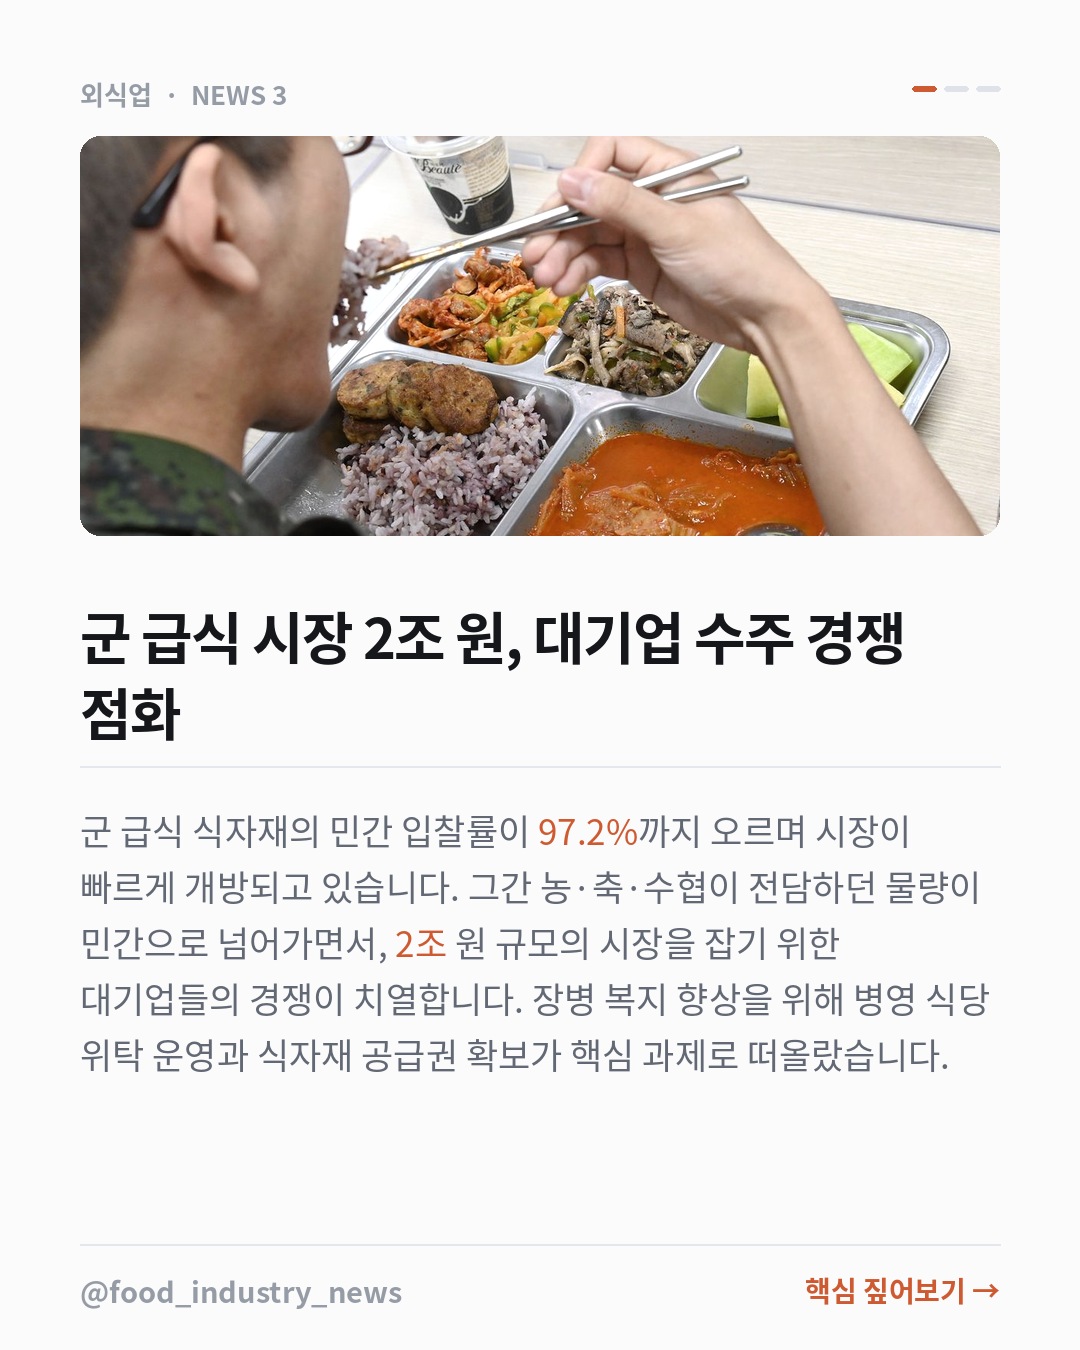 외식업 · NEWS 3
Beauté
군 급식 시장 2조 원, 대기업 수주 경쟁
점화
군 급식 식자재의 민간 입찰률이 97.2%까지 오르며 시장이
빠르게 개방되고 있습니다. 그간 농·축·수협이 전담하던 물량이
민간으로 넘어가면서, 2조 원 규모의 시장을 잡기 위한
대기업들의 경쟁이 치열합니다. 장병 복지 향상을 위해 병영 식당
위탁 운영과 식자재 공급권 확보가 핵심 과제로 떠올랐습니다.
@food_industry_news
핵심 짚어보기 →